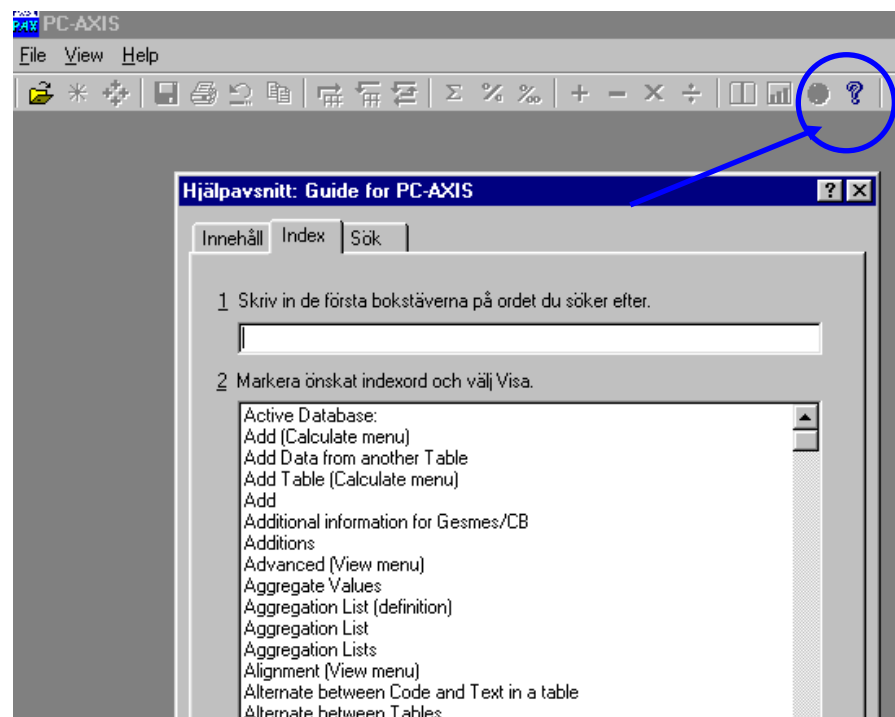 PC-AXIS
File View Help
Σ % ‰ + − × ÷ ?
Hjälpavsnitt: Guide for PC-AXIS
Innehåll Index Sök
1 Skriv in de första bokstäverna på ordet du söker efter.
2 Markera önskat indexord och välj Visa.
Active Database:
Add (Calculate menu)
Add Data from another Table
Add Table (Calculate menu)
Add
Additional information for Gesmes/CB
Additions
Advanced (View menu)
Aggregate Values
Aggregation List (definition)
Aggregation List
Aggregation Lists
Alignment (View menu)
Alternate between Code and Text in a table
Alternate between Tables